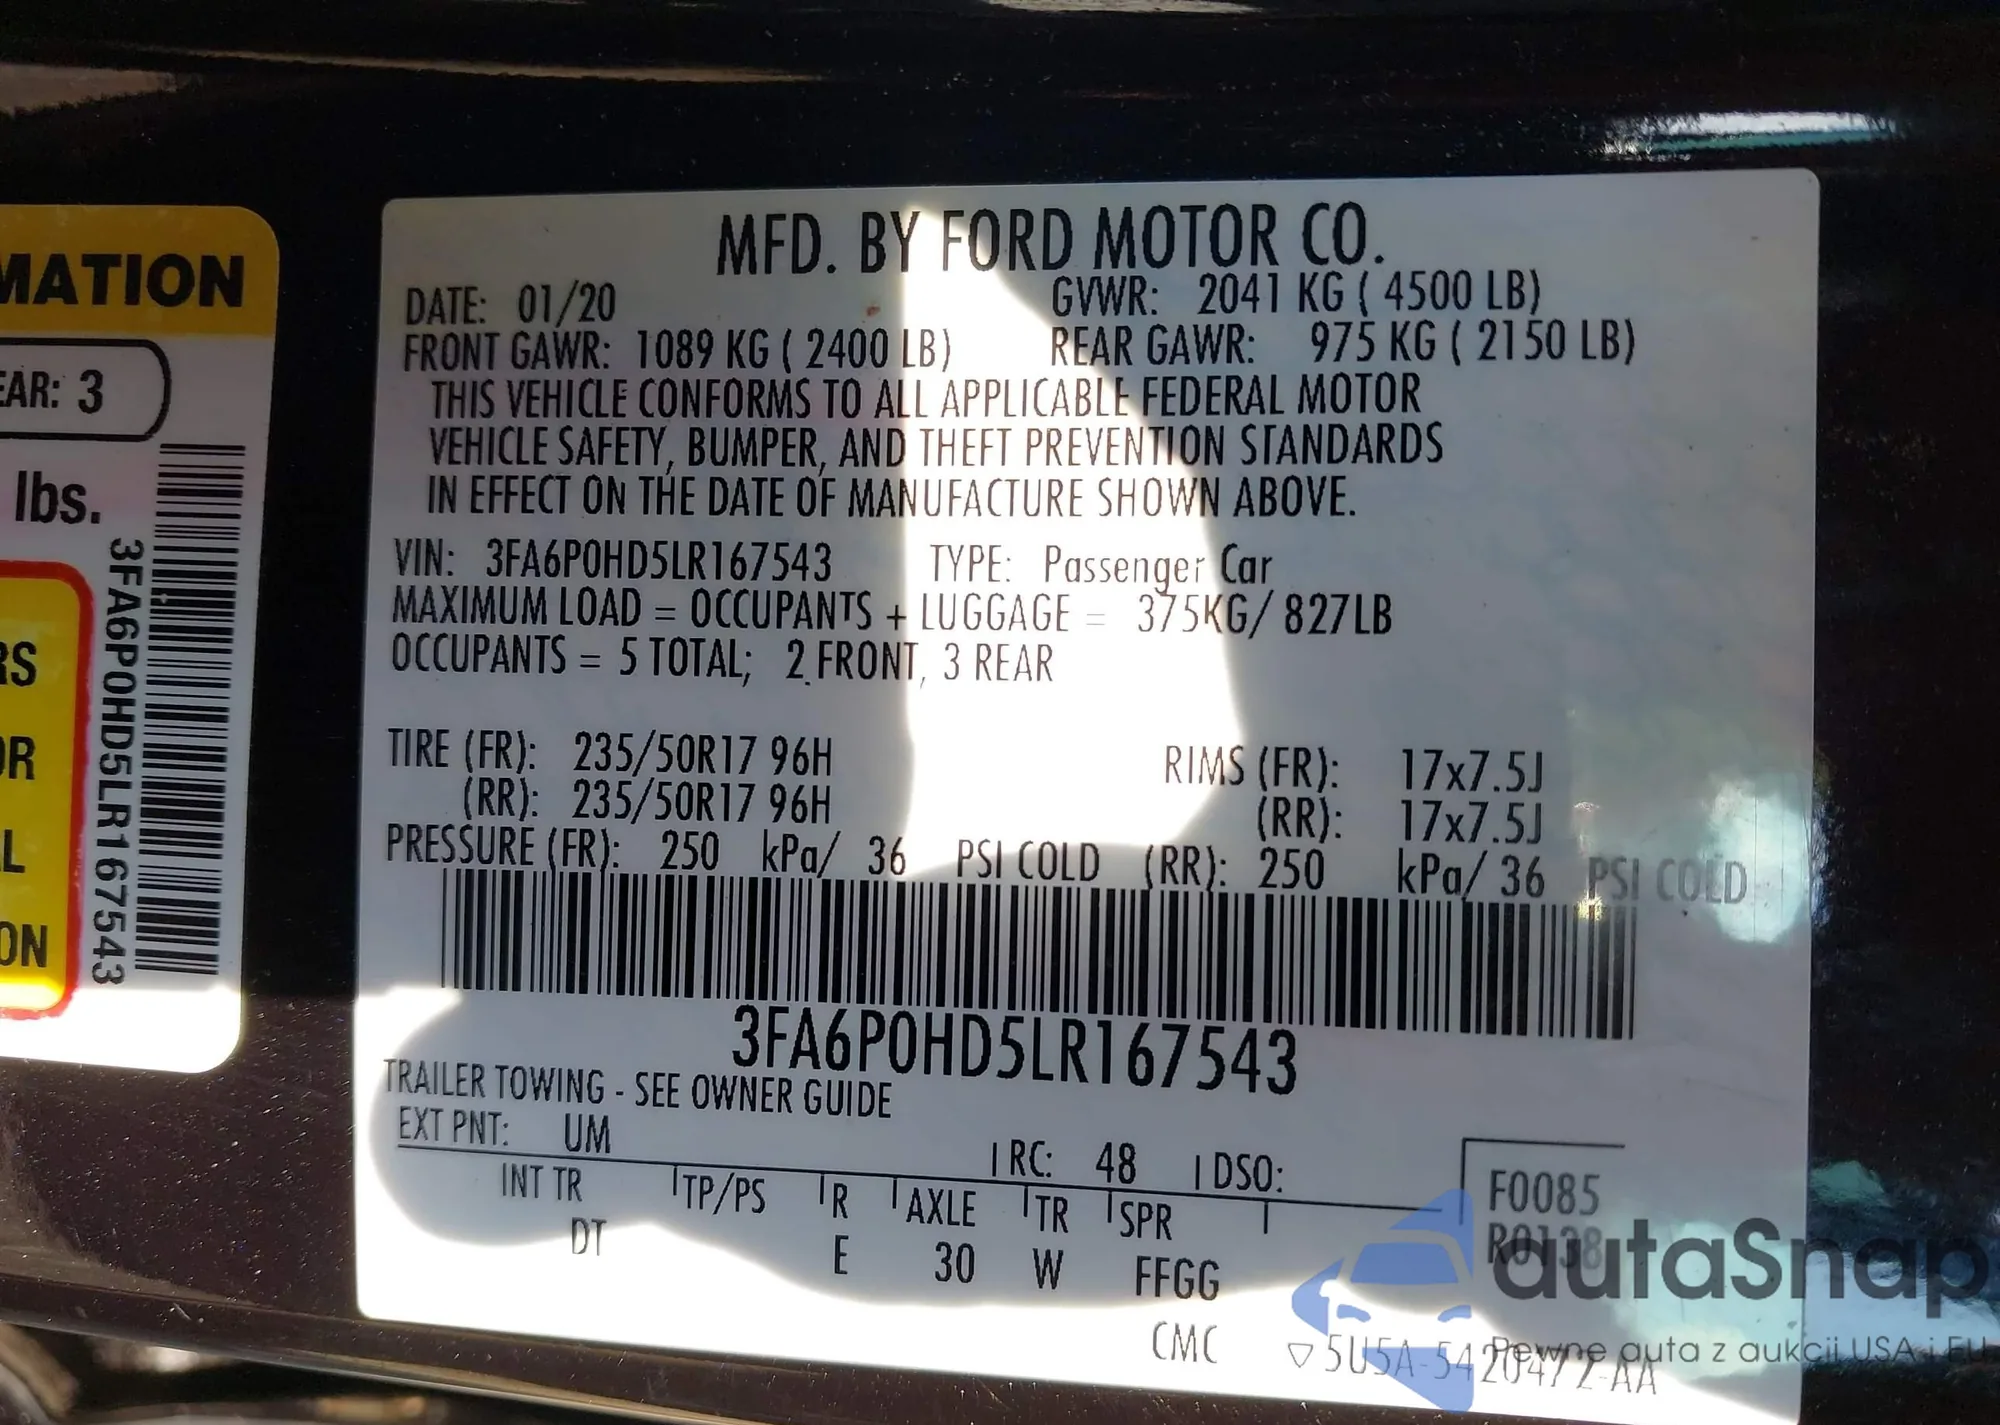 MATION
EAR: 3
lbs.
3FA6P0HD5LR167543
RS
OR
L
ON
MFD. BY FORD MOTOR CO.
DATE: 01/20 GVWR: 2041 KG ( 4500 LB)
FRONT GAWR: 1089 KG ( 2400 LB) REAR GAWR: 975 KG ( 2150 LB)
THIS VEHICLE CONFORMS TO ALL APPLICABLE FEDERAL MOTOR
VEHICLE SAFETY, BUMPER, AND THEFT PREVENTION STANDARDS
IN EFFECT ON THE DATE OF MANUFACTURE SHOWN ABOVE.
VIN: 3FA6P0HD5LR167543 TYPE: Passenger Car
MAXIMUM LOAD = OCCUPANTS + LUGGAGE = 375KG/ 827LB
OCCUPANTS = 5 TOTAL; 2 FRONT, 3 REAR
TIRE (FR): 235/50R17 96H RIMS (FR): 17x7.5J
(RR): 235/50R17 96H (RR): 17x7.5J
PRESSURE (FR): 250 kPa/ 36 PSI COLD (RR): 250 kPa/ 36 PSI COLD
3FA6P0HD5LR167543
TRAILER TOWING - SEE OWNER GUIDE
EXT PNT: UM RC: 48 DSO:
INT TR TP/PS R AXLE TR SPR F0085
DT E 30 W FFGG R0138
CMC ▽ 5U5A-5420472-AA
autaSnap
Pewne auta z aukcji USA i EU